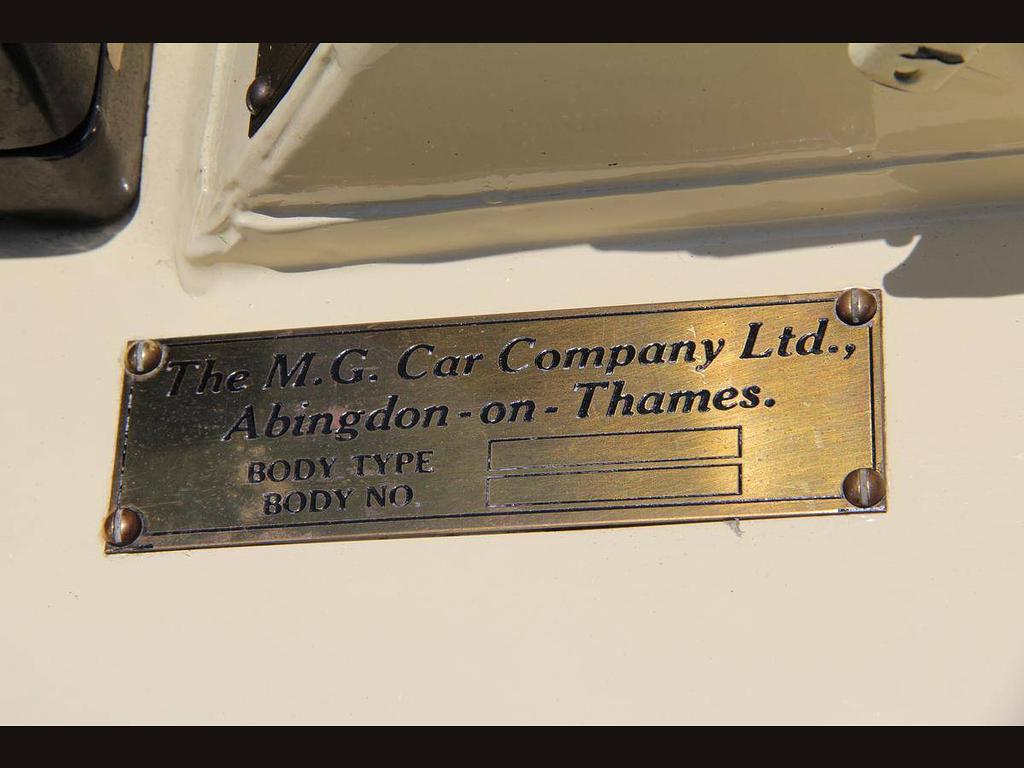 The M.G. Car Company Ltd.,
Abingdon-on-Thames.
BODY TYPE
BODY NO